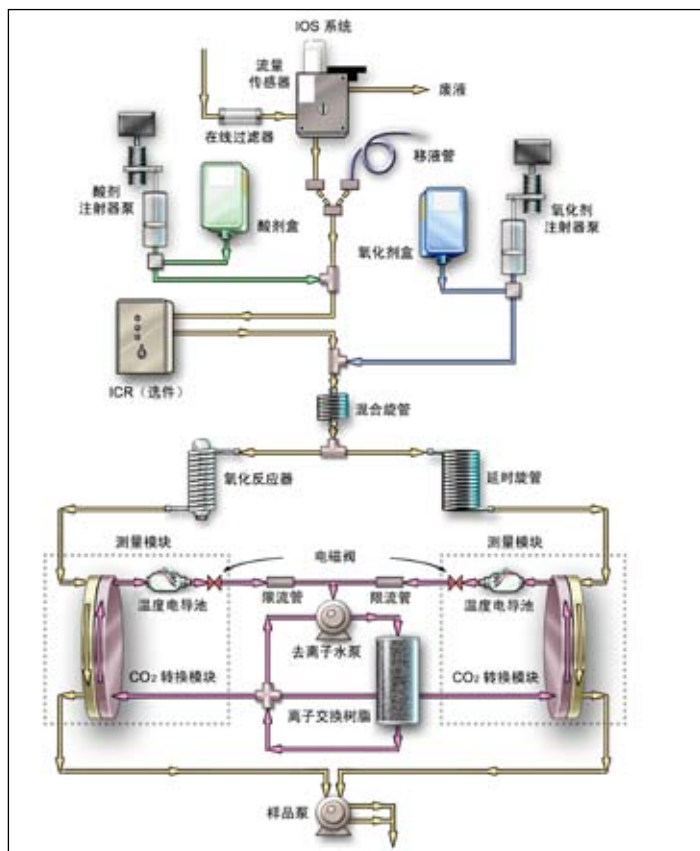 IOS 系统
流量
传感器
废液
在线过滤器
移液管
酸剂
注射器泵
酸剂盒
氧化剂盒
氧化剂
注射器泵
ICR（选件）
混合旋管
氧化反应器
延时旋管
测量模块
电磁阀
测量模块
温度电导池
限流管
限流管
温度电导池
去离子水泵
CO₂ 转换模块
离子交换树脂
CO₂ 转换模块
样品泵